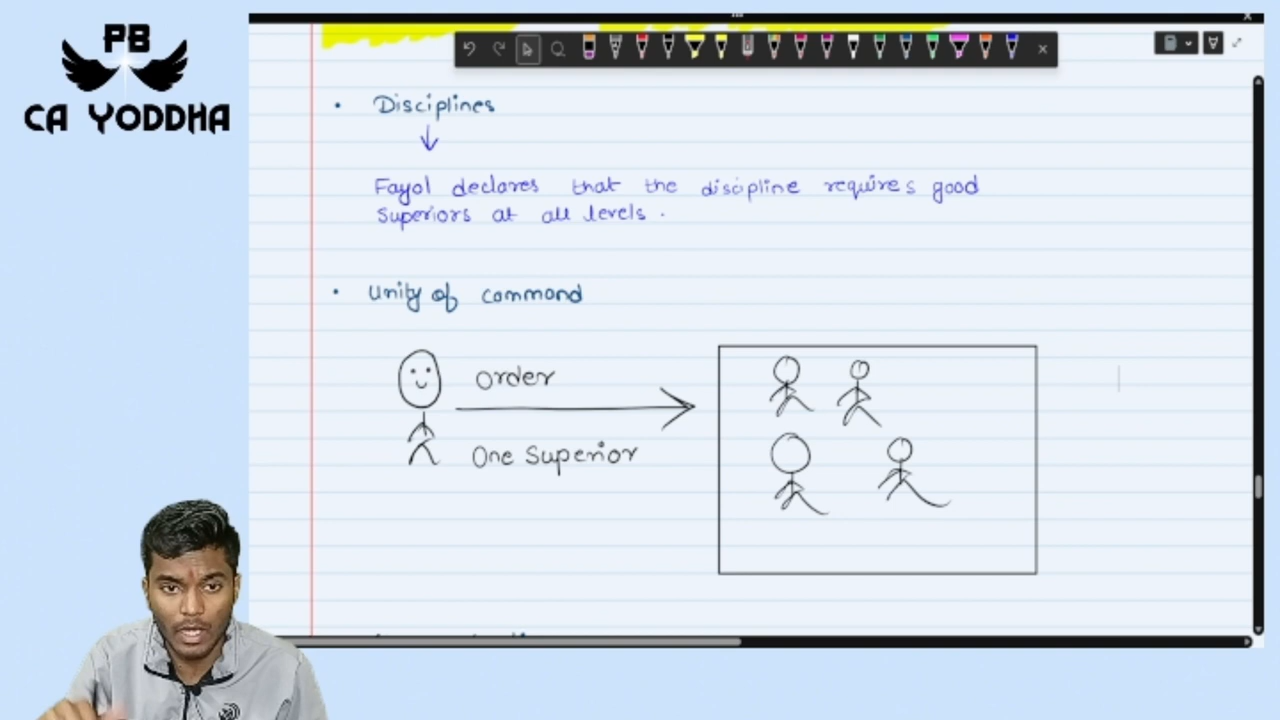 PB
CA YODDHA
• Disciplines
Fayol declares that the discipline requires good
Superiors at all levels.
• Unity of command
Order
One Superior